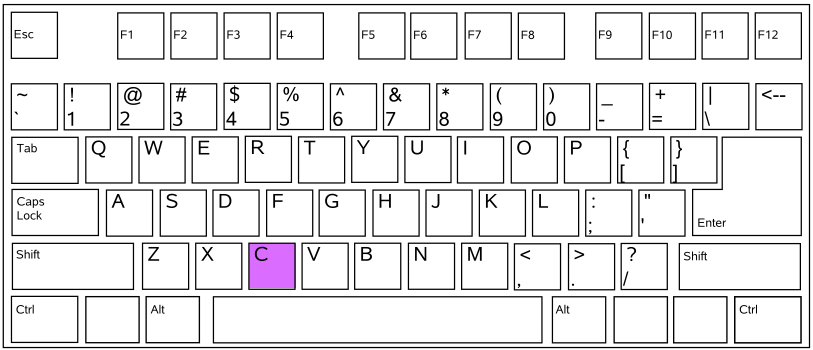 Esc F1 F2 F3 F4 F5 F6 F7 F8 F9 F10 F11 F12
~ ! @ # $ % ^ & * ( ) _ + | <--
` 1 2 3 4 5 6 7 8 9 0 - = \
Tab Q W E R T Y U I O P { }
[ ]
Caps A S D F G H J K L : "
Lock ; '
Enter
Shift Z X C V B N M < > ? Shift
, . /
Ctrl Alt Alt Ctrl